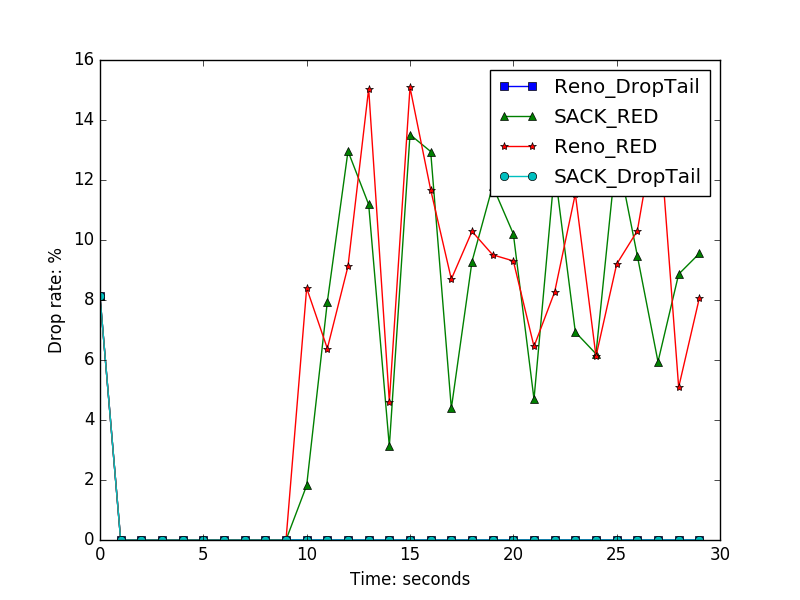 16
14
12
10
8
6
4
2
0
Drop rate: %
Reno_DropTail
SACK_RED
Reno_RED
SACK_DropTail
0 5 10 15 20 25 30
Time: seconds